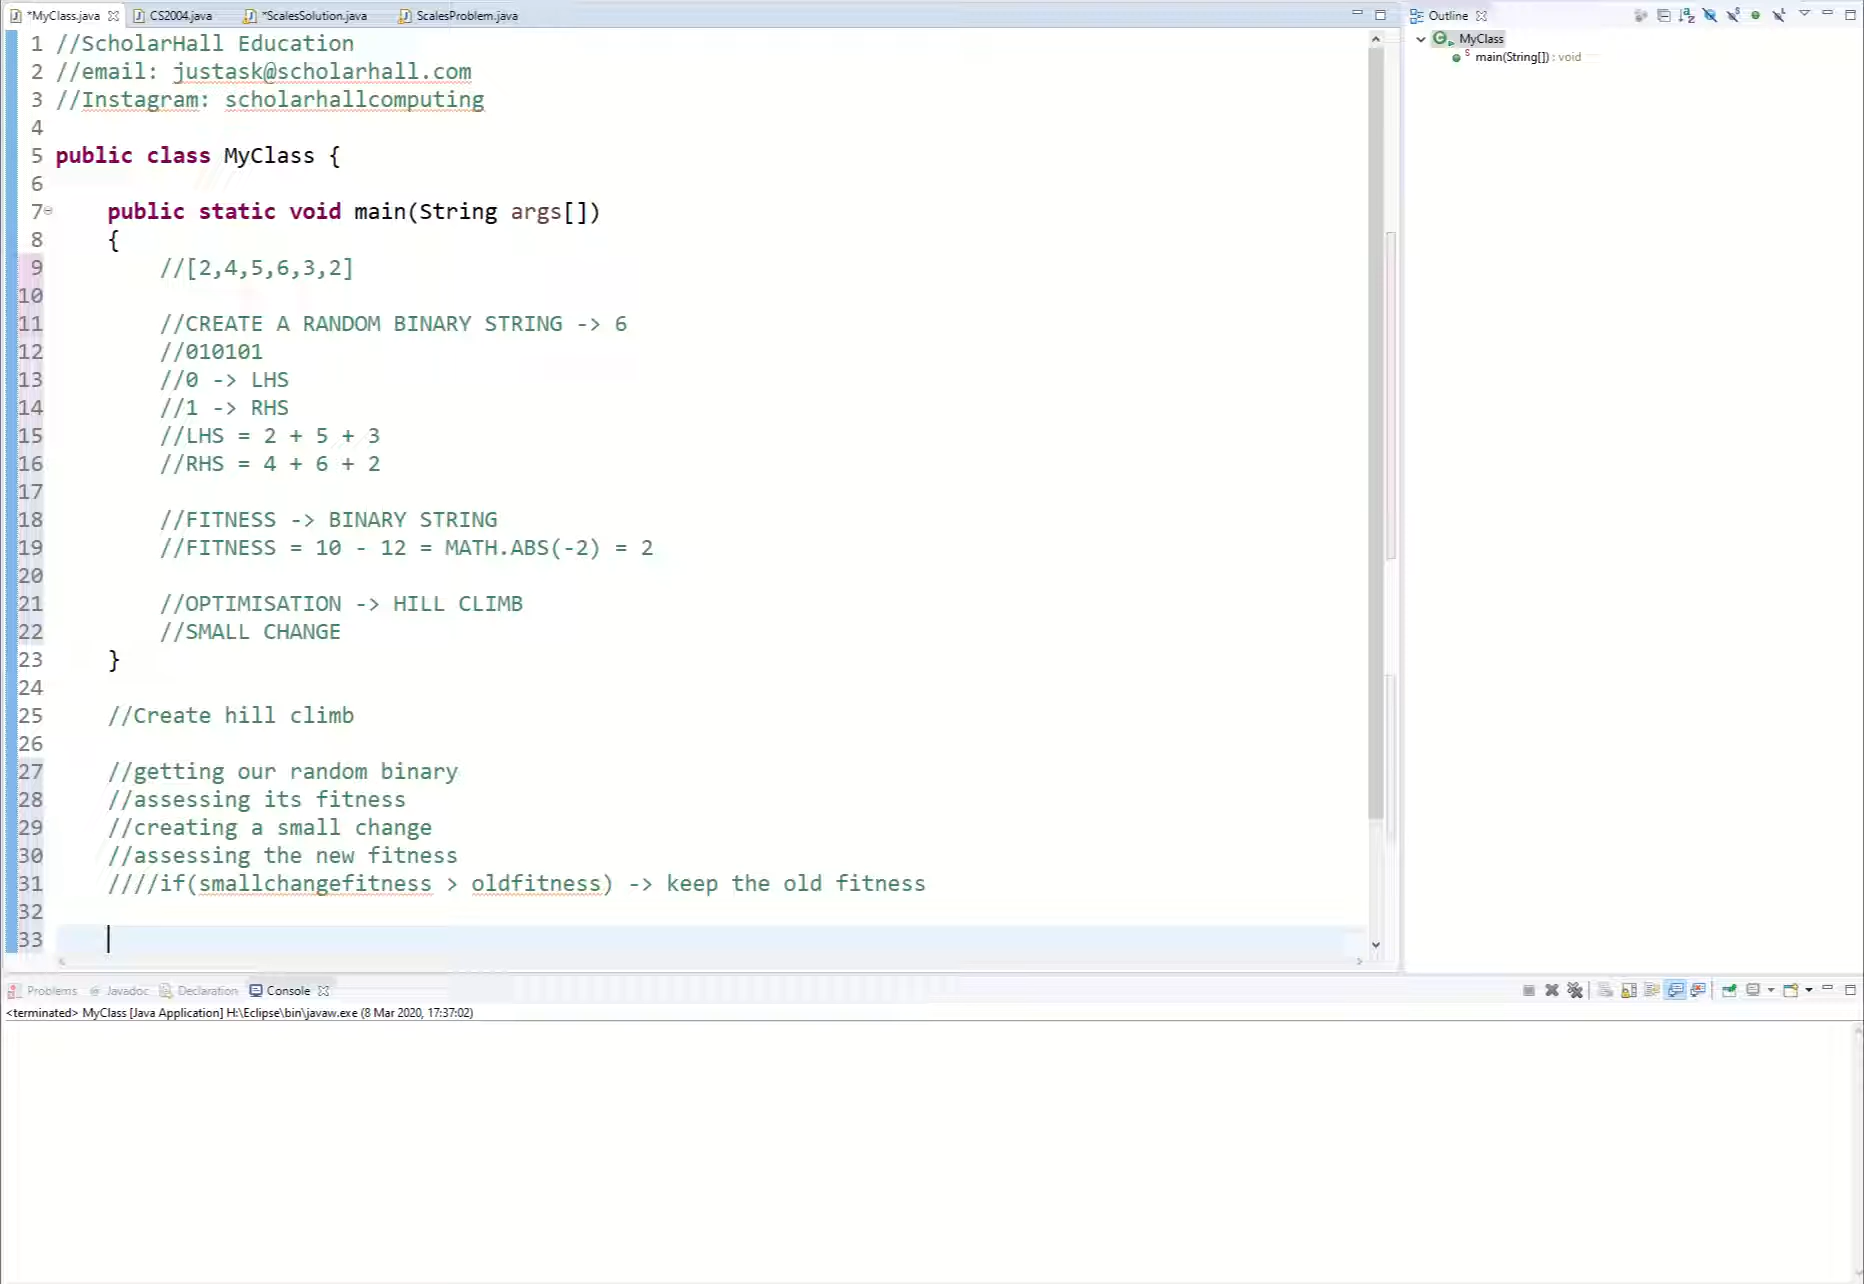 *MyClass.java CS2004.java *ScalesSolution.java ScalesProblem.java
1 //ScholarHall Education
2 //email: justask@scholarhall.com
3 //Instagram: scholarhallcomputing
4
5 public class MyClass {
6
7 public static void main(String args[])
8 {
9 //[2,4,5,6,3,2]
10
11 //CREATE A RANDOM BINARY STRING -> 6
12 //010101
13 //0 -> LHS
14 //1 -> RHS
15 //LHS = 2 + 5 + 3
16 //RHS = 4 + 6 + 2
17
18 //FITNESS -> BINARY STRING
19 //FITNESS = 10 - 12 = MATH.ABS(-2) = 2
20
21 //OPTIMISATION -> HILL CLIMB
22 //SMALL CHANGE
23 }
24
25 //Create hill climb
26
27 //getting our random binary
28 //assessing its fitness
29 //creating a small change
30 //assessing the new fitness
31 ////if(smallchangefitness > oldfitness) -> keep the old fitness
32
33
Outline
MyClass
main(String[]) : void
Problems @ Javadoc Declaration Console
<terminated> MyClass [Java Application] H:\Eclipse\bin\javaw.exe (8 Mar 2020, 17:37:02)